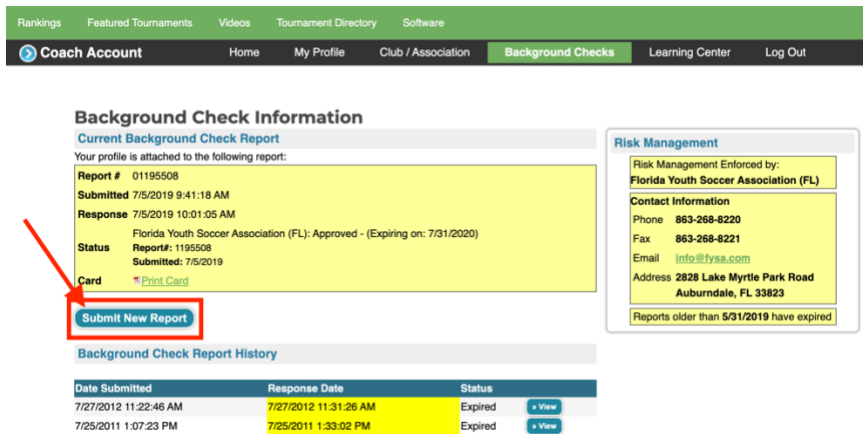 Rankings Featured Tournaments Videos Tournament Directory Software
Coach Account Home My Profile Club / Association Background Checks Learning Center Log Out
Background Check Information
Current Background Check Report
Your profile is attached to the following report:
Report # 01195508
Submitted 7/5/2019 9:41:18 AM
Response 7/5/2019 10:01:05 AM
Florida Youth Soccer Association (FL): Approved - (Expiring on: 7/31/2020)
Status Report#: 1195508
Submitted: 7/5/2019
Card Print Card
Submit New Report
Background Check Report History
Date Submitted Response Date Status
7/27/2012 11:22:46 AM 7/27/2012 11:31:26 AM Expired » View
7/25/2011 1:07:23 PM 7/25/2011 1:33:02 PM Expired » View
Risk Management
Risk Management Enforced by:
Florida Youth Soccer Association (FL)
Contact Information
Phone 863-268-8220
Fax 863-268-8221
Email info@fysa.com
Address 2828 Lake Myrtle Park Road
Auburndale, FL 33823
Reports older than 5/31/2019 have expired